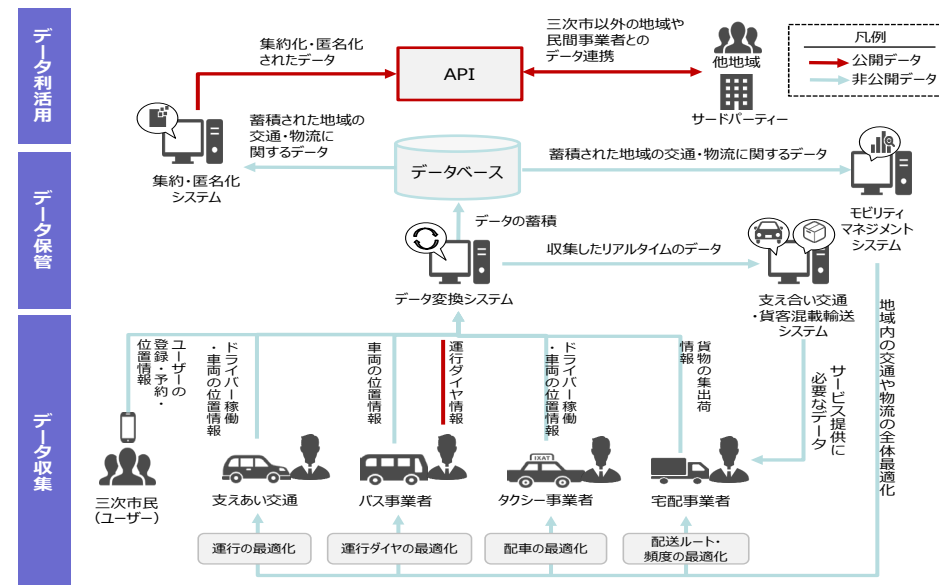 データ利活用
データ保管
データ収集
集約化・匿名化
されたデータ
API
三次市以外の地域や
民間事業者との
データ連携
他地域
サードパーティー
凡例
公開データ
非公開データ
蓄積された地域の
交通・物流に
関するデータ
集約・匿名化
システム
データベース
蓄積された地域の交通・物流に関するデータ
モビリティ
マネジメント
システム
データの蓄積
データ変換システム
収集したリアルタイムのデータ
支え合い交通
・貨客混載輸送
システム
ユーザーの
登録・予約・
位置情報
ドライバー稼働
・車両の位置情報
車両の位置情報
運行ダイヤ情報
ドライバー稼働
・車両の位置情報
貨物の集出荷
情報
サービス提供に
必要なデータ
地域内の交通や物流の全体最適化
三次市民
(ユーザー)
支えあい交通
バス事業者
TAXI
タクシー事業者
宅配事業者
運行の最適化
運行ダイヤの最適化
配車の最適化
配送ルート・
頻度の最適化